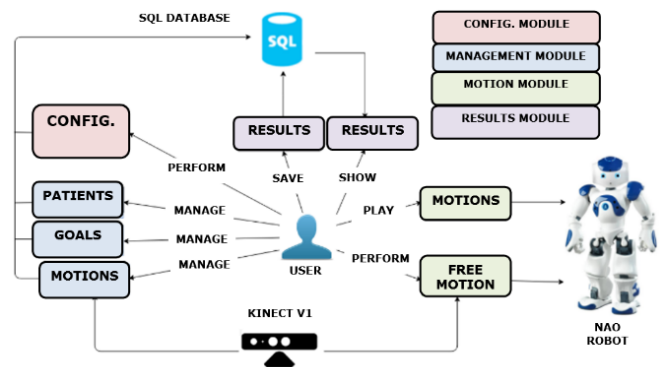 SQL DATABASE
SQL
CONFIG. MODULE
MANAGEMENT MODULE
MOTION MODULE
RESULTS MODULE
CONFIG.
RESULTS
RESULTS
PERFORM
SAVE
SHOW
PATIENTS
MANAGE
PLAY
MOTIONS
GOALS
MANAGE
MOTIONS
MANAGE
USER
PERFORM
FREE
MOTION
KINECT V1
NAO
ROBOT